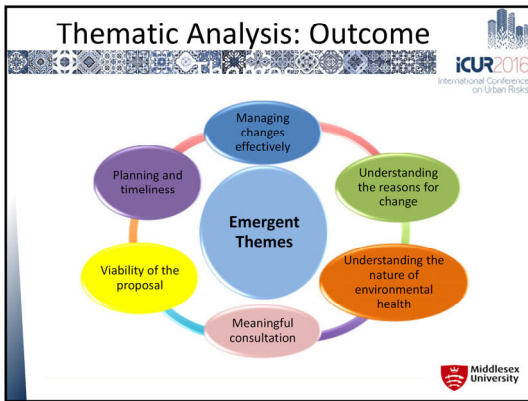 Thematic Analysis: Outcome
iCUR2016
International Conference
on Urban Risks
Managing
changes
effectively
Understanding
the reasons for
change
Understanding the
nature of
environmental
health
Meaningful
consultation
Viability of the
proposal
Planning and
timeliness
Emergent
Themes
Middlesex
University